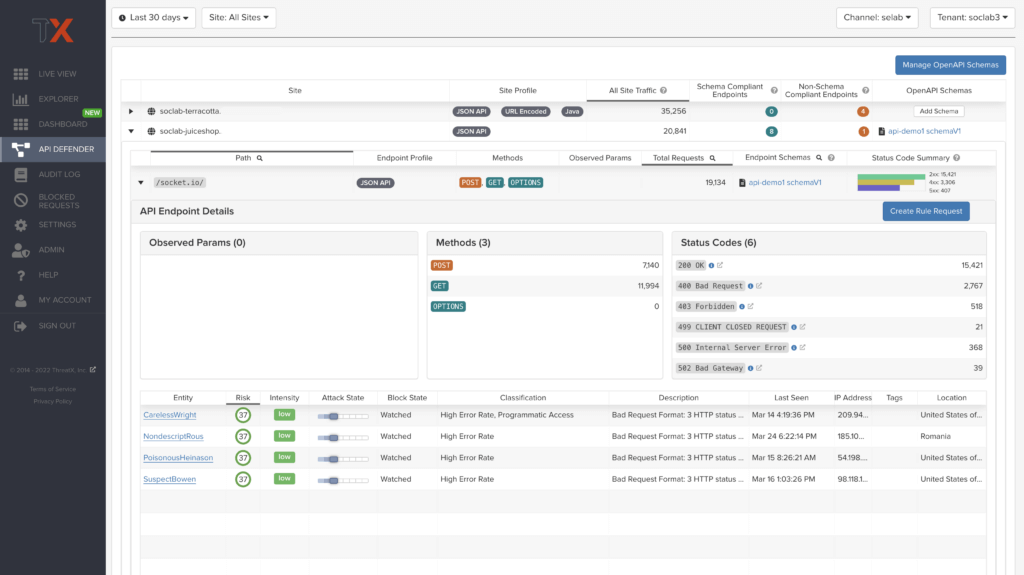 TX
Last 30 days
Site: All Sites
Channel: selab
Tenant: soclab3
LIVE VIEW
EXPLORER
NEW
DASHBOARD
API DEFENDER
AUDIT LOG
BLOCKED REQUESTS
SETTINGS
ADMIN
HELP
MY ACCOUNT
SIGN OUT
© 2014 - 2022 ThreatX, Inc.
Terms of Service
Privacy Policy
Manage OpenAPI Schemas
Site Site Profile All Site Traffic Schema Compliant Endpoints Non-Schema Compliant Endpoints OpenAPI Schemas
soclab-terracotta. JSON API URL Encoded Java 35,256 0 4 Add Schema
soclab-juiceshop. JSON API 20,841 8 1 api-demo1 schemaV1
Path Endpoint Profile Methods Observed Params Total Requests Endpoint Schemas Status Code Summary
/socket.io/ JSON API POST, GET, OPTIONS 19,134 api-demo1 schemaV1
2xx: 15,421
4xx: 3,306
5xx: 407
API Endpoint Details
Create Rule Request
Observed Params (0)
Methods (3)
POST 7,140
GET 11,994
OPTIONS 0
Status Codes (6)
200 OK 15,421
400 Bad Request 2,767
403 Forbidden 518
499 CLIENT CLOSED REQUEST 21
500 Internal Server Error 368
502 Bad Gateway 39
Entity Risk Intensity Attack State Block State Classification Description Last Seen IP Address Tags Location
CarelessWright 37 low Watched High Error Rate, Programmatic Access Bad Request Format: 3 HTTP status ... Mar 14 4:19:36 PM 209.94... United States of...
NondescriptRous 37 low Watched High Error Rate Bad Request Format: 3 HTTP status ... Mar 24 6:22:14 PM 185.10... Romania
PoisonousHeinason 37 low Watched High Error Rate Bad Request Format: 3 HTTP status ... Mar 15 8:26:21 AM 54.198.... United States of...
SuspectBowen 37 low Watched High Error Rate Bad Request Format: 3 HTTP status ... Mar 16 1:03:26 PM 98.118.1... United States of...